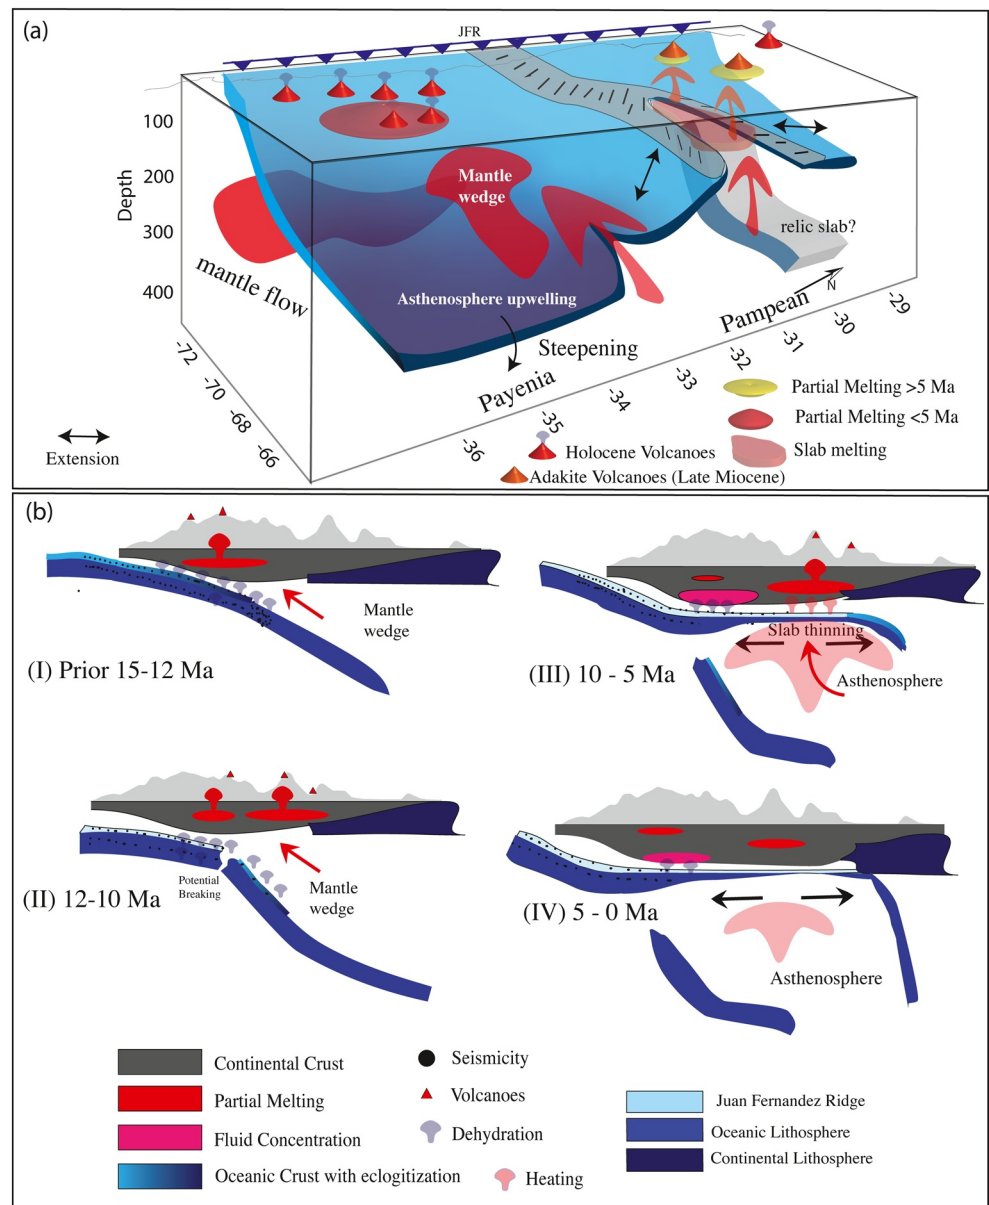 (a)
JFR
100
200
300
400
Depth
Mantle
wedge
relic slab?
mantle flow
Asthenosphere upwelling
N
Pampean
Steepening
Payenia
-72
-70
-68
-66
-36
-35
-34
-33
-32
-31
-30
-29
Extension
Partial Melting >5 Ma
Partial Melting <5 Ma
Slab melting
Holocene Volcanoes
Adakite Volcanoes (Late Miocene)
(b)
Mantle
wedge
(I) Prior 15-12 Ma
Slab thinning
Asthenosphere
(III) 10 - 5 Ma
Potential
Breaking
Mantle
wedge
(II) 12-10 Ma
(IV) 5 - 0 Ma
Asthenosphere
Continental Crust
Partial Melting
Fluid Concentration
Oceanic Crust with eclogitization
Seismicity
Volcanoes
Dehydration
Heating
Juan Fernandez Ridge
Oceanic Lithosphere
Continental Lithosphere